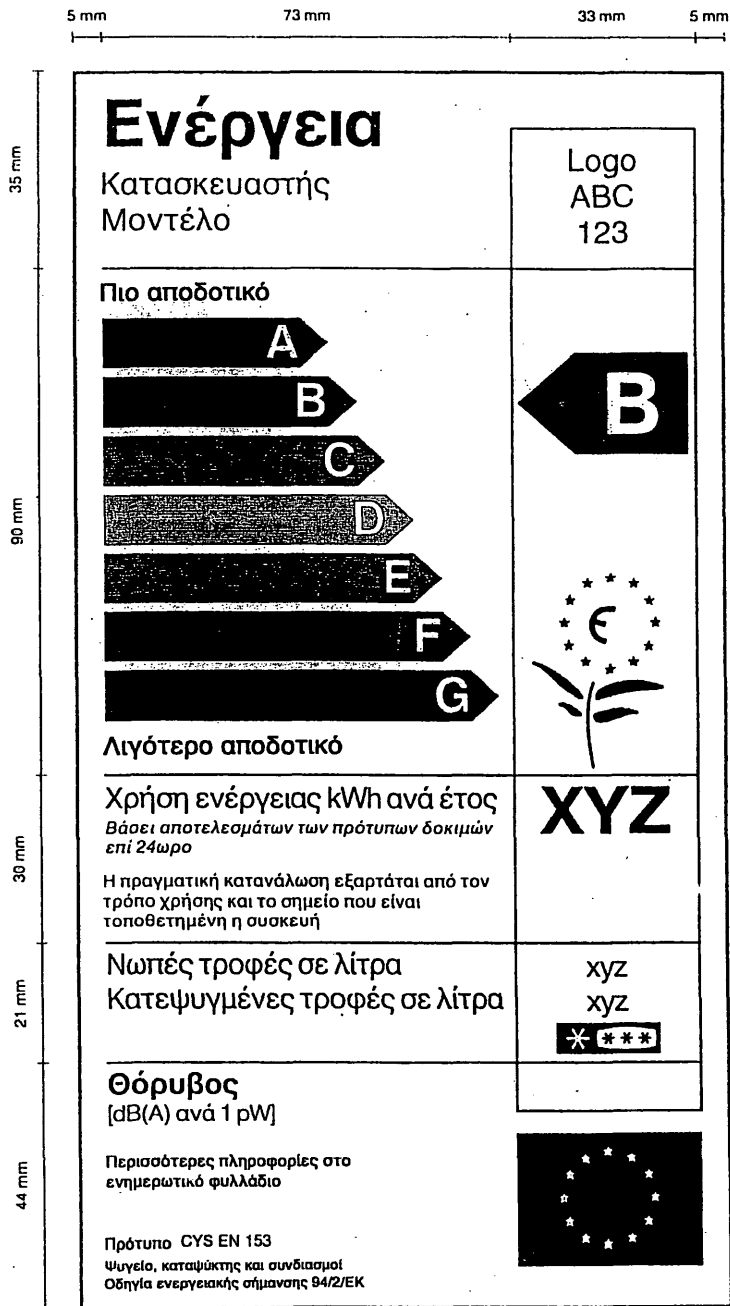 5 mm 73 mm 33 mm 5 mm
35 mm
Ενέργεια
Κατασκευαστής
Μοντέλο
Logo
ABC
123
90 mm
Πιο αποδοτικό
A
B
C
D
E
F
G
B
Λιγότερο αποδοτικό
30 mm
Χρήση ενέργειας kWh ανά έτος
XYZ
Βάσει αποτελεσμάτων των πρότυπων δοκιμών
επί 24ωρο
Η πραγματική κατανάλωση εξαρτάται από τον
τρόπο χρήσης και το σημείο που είναι
τοποθετημένη η συσκευή
21 mm
Νωπές τροφές σε λίτρα xyz
Κατεψυγμένες τροφές σε λίτρα xyz
44 mm
Θόρυβος
[dB(A) ανά 1 pW]
Περισσότερες πληροφορίες στο
ενημερωτικό φυλλάδιο
Πρότυπο CYS EN 153
Ψυγείο, καταψύκτης και συνδιασμοί
Οδηγία ενεργειακής σήμανσης 94/2/ΕΚ